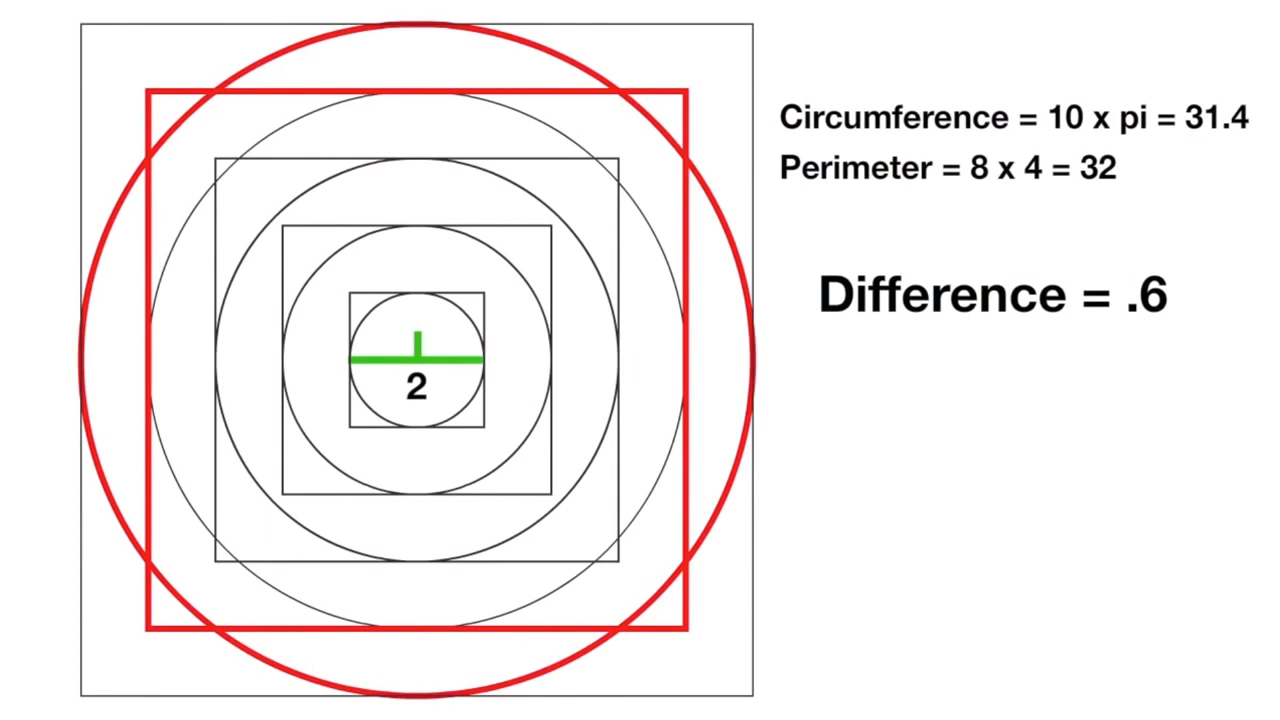 Circumference = 10 x pi = 31.4
Perimeter = 8 x 4 = 32
Difference = .6
2